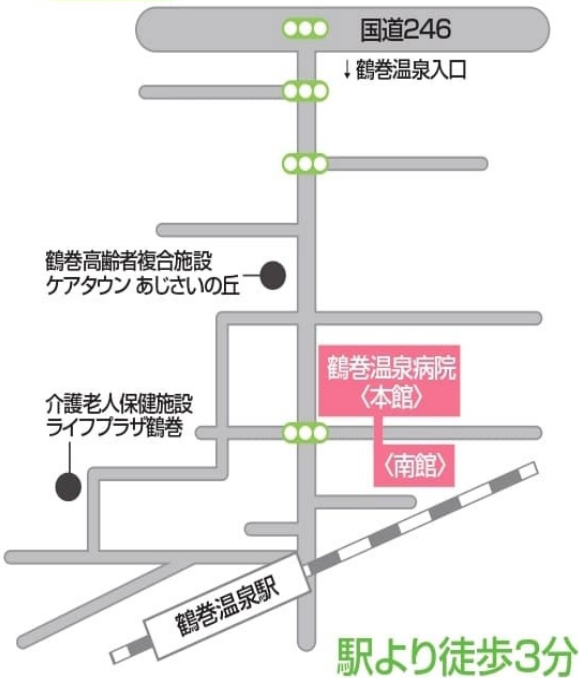 国道246
↓鶴巻温泉入口
鶴巻高齢者複合施設
ケアタウン あじさいの丘
鶴巻温泉病院
〈本館〉
介護老人保健施設
ライフプラザ鶴巻
〈南館〉
鶴巻温泉駅
駅より徒歩3分